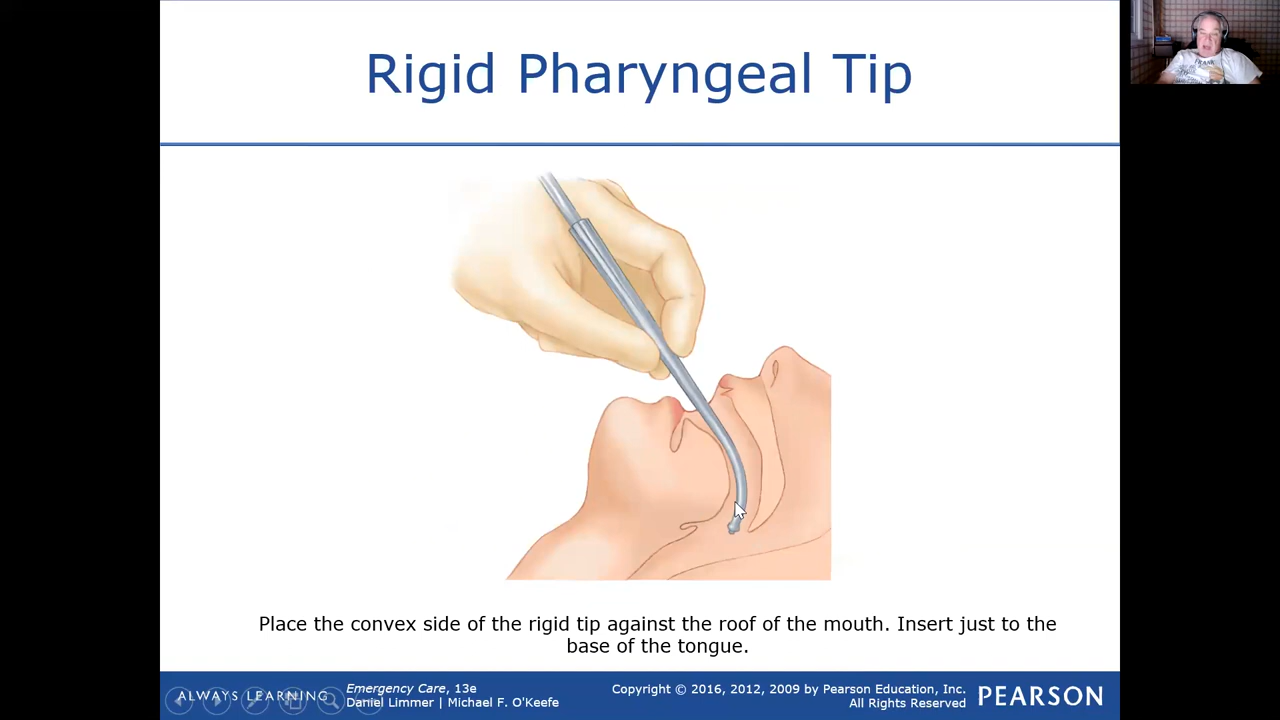 Rigid Pharyngeal Tip
FRANK
Place the convex side of the rigid tip against the roof of the mouth. Insert just to the
base of the tongue.
ALWAYS LEARNING
Emergency Care, 13e
Daniel Limmer | Michael F. O'Keefe
Copyright © 2016, 2012, 2009 by Pearson Education, Inc.
All Rights Reserved
PEARSON